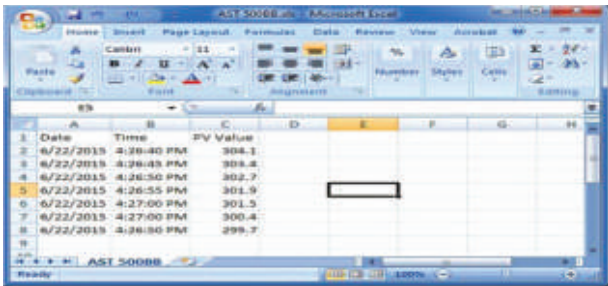 AST 500BB.xls - Microsoft Excel
Home Insert Page Layout Formulas Data Review View Acrobat
Paste
Calibri 11
B I U A A
Number Styles Cells
Clipboard Font Alignment Editing
E5
A B C D E F G H
1 Date Time PV Value
2 6/22/2015 4:26:40 PM 304.1
3 6/22/2015 4:26:45 PM 303.4
4 6/22/2015 4:26:50 PM 302.7
5 6/22/2015 4:26:55 PM 301.9
6 6/22/2015 4:27:00 PM 301.5
7 6/22/2015 4:27:00 PM 300.4
8 6/22/2015 4:26:50 PM 299.7
9
AST 500BB
Ready 100%